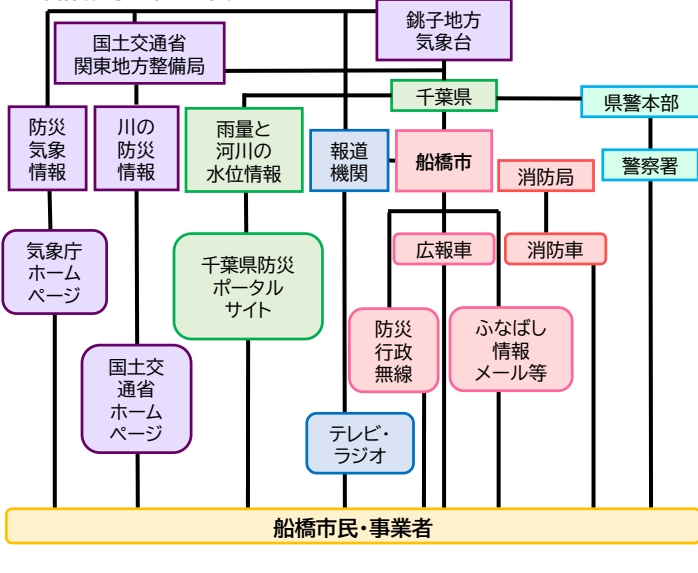 銚子地方
気象台
国土交通省
関東地方整備局
千葉県
県警本部
防災
気象
情報
川の
防災
情報
雨量と
河川の
水位情報
報道
機関
船橋市
消防局
警察署
気象庁
ホーム
ページ
千葉県防災
ポータル
サイト
広報車
消防車
防災
行政
無線
ふなばし
情報
メール等
国土交
通省
ホーム
ページ
テレビ・
ラジオ
船橋市民・事業者